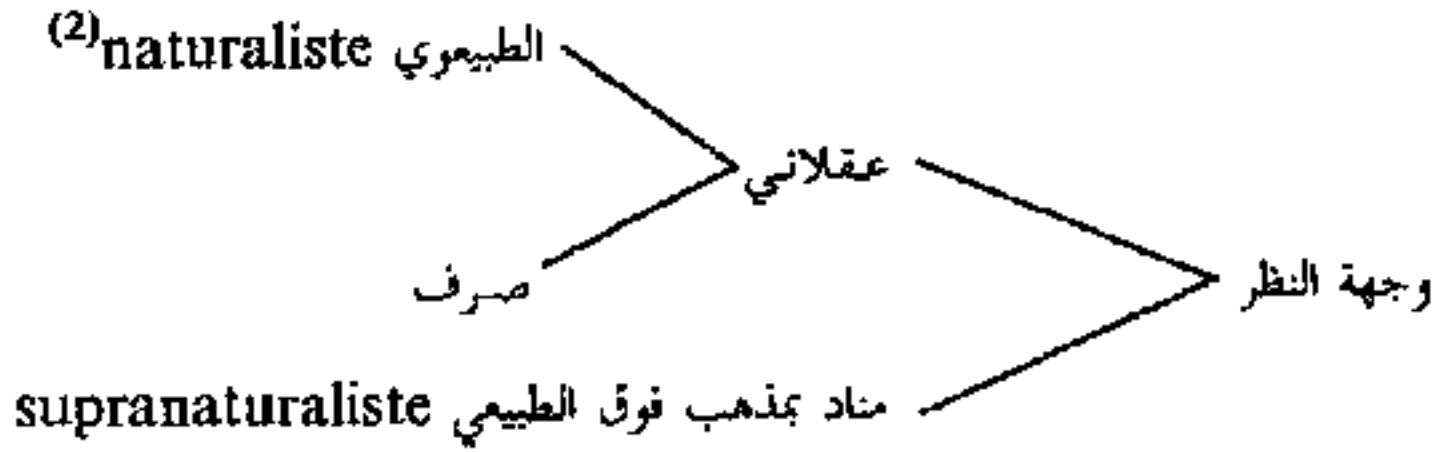 الطبيعوي naturaliste(2)
عقلاني
صرف
وجهة النظر
مناد بمذهب فوق الطبيعي supranaturaliste